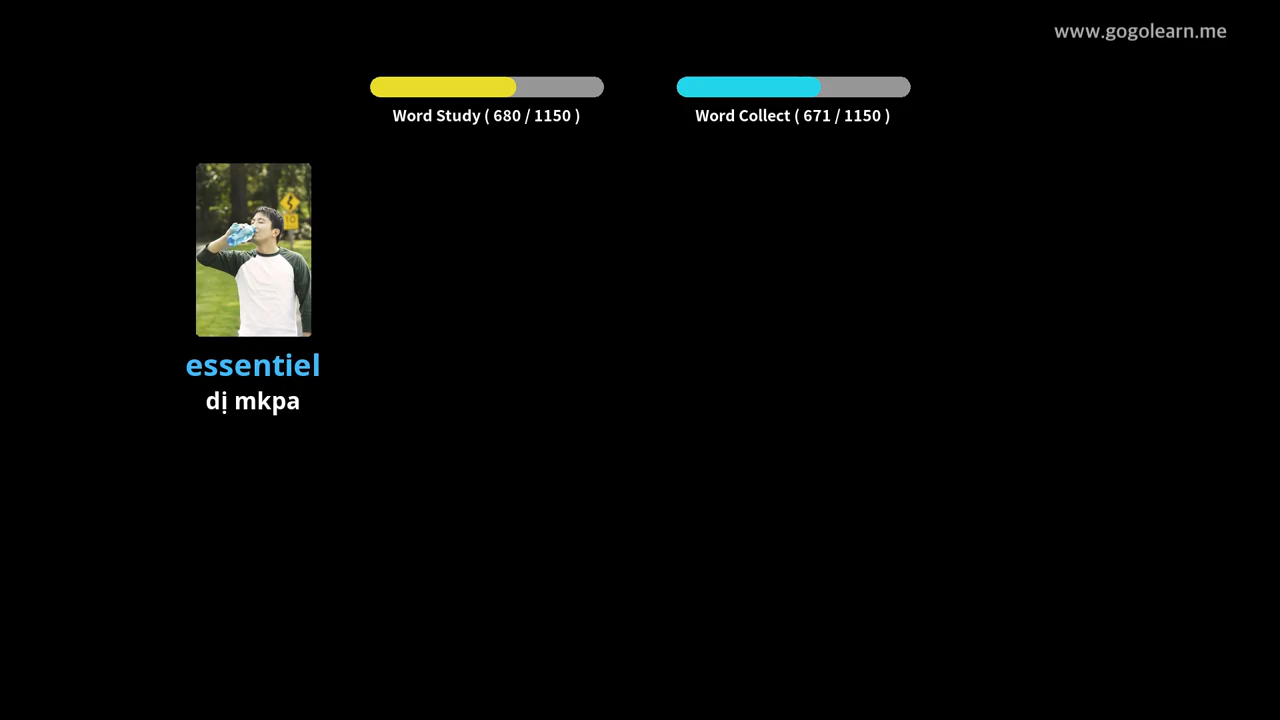 www.gogolearn.me
Word Study ( 680 / 1150 )
Word Collect ( 671 / 1150 )
essentiel
dị mkpa